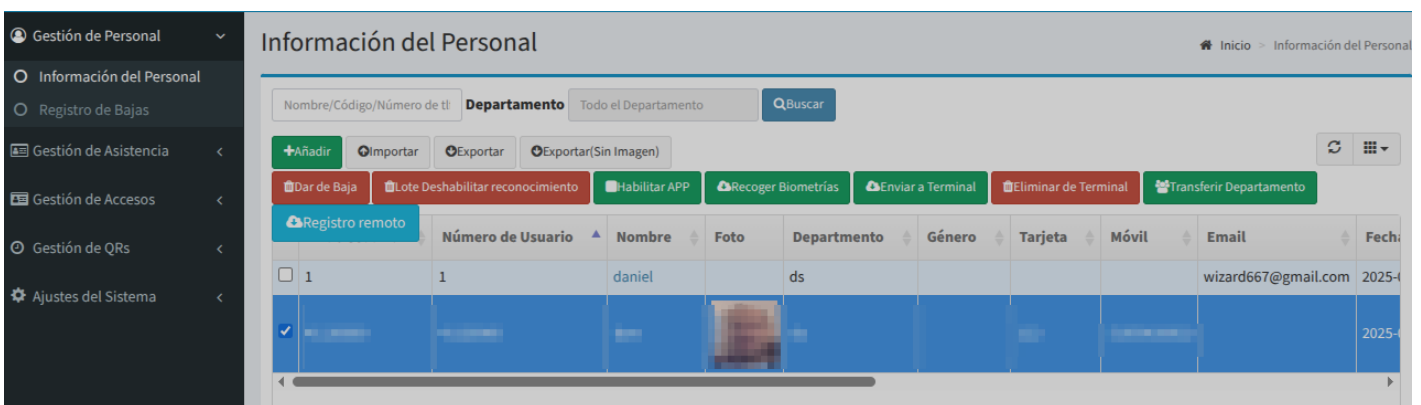 Gestión de Personal
Información del Personal
Registro de Bajas
Gestión de Asistencia
Gestión de Accesos
Gestión de QRs
Ajustes del Sistema
Información del Personal
Inicio > Información del Personal
Nombre/Código/Número de Departamento Todo el Departamento Buscar
Añadir Importar Exportar Exportar(Sin Imagen)
Dar de Baja Lote Deshabilitar reconocimiento Habilitar APP Recoger Biometrías Enviar a Terminal Eliminar de Terminal Transferir Departamento
Registro remoto
Número de Usuario Nombre Foto Departmento Género Tarjeta Móvil Email
1 1 daniel ds wizard667@gmail.com 2025-
2025-